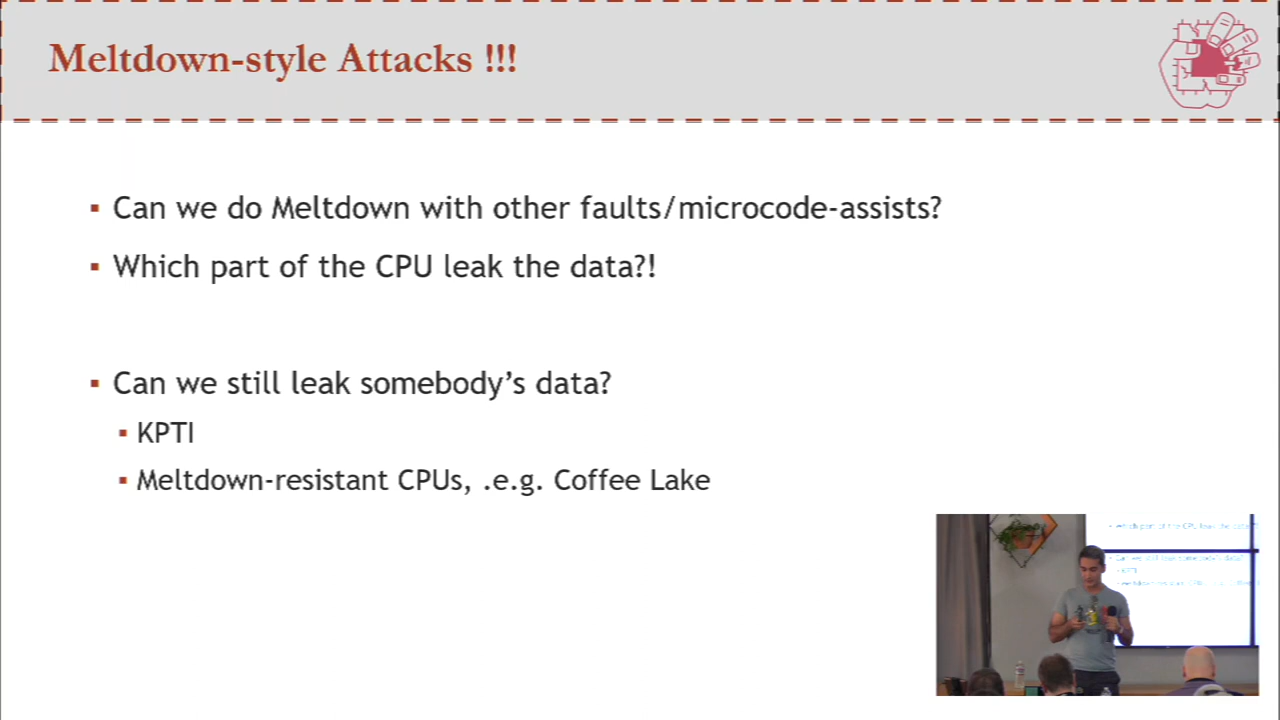 Meltdown-style Attacks !!!
▪ Can we do Meltdown with other faults/microcode-assists?
▪ Which part of the CPU leak the data?!
▪ Can we still leak somebody's data?
▪ KPTI
▪ Meltdown-resistant CPUs, .e.g. Coffee Lake